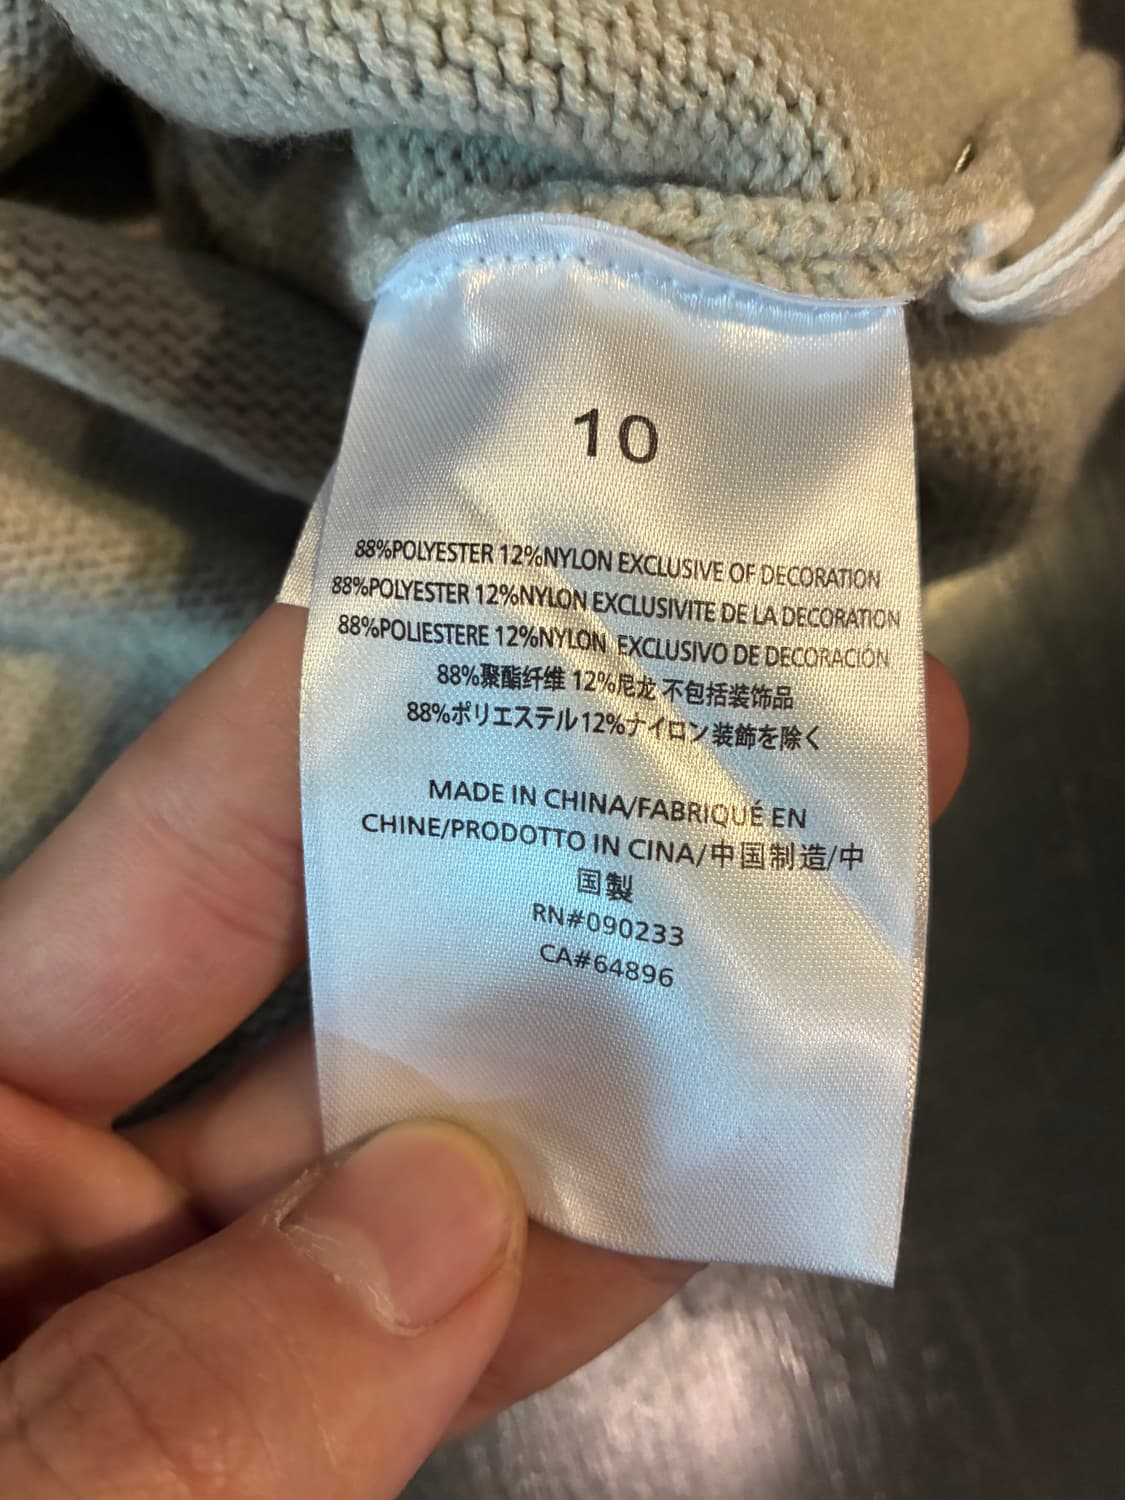 10
88%POLYESTER 12%NYLON EXCLUSIVE OF DECORATION
88%POLYESTER 12%NYLON EXCLUSIVITE DE LA DECORATION
88%POLIESTERE 12%NYLON EXCLUSIVO DE DECORACIÓN
88%聚酯纤维 12%尼龙 不包括装饰品
88%ポリエステル 12%ナイロン 装飾を除く
MADE IN CHINA/FABRIQUÉ EN
CHINE/PRODOTTO IN CINA/中国制造/中
国製
RN#090233
CA#64896